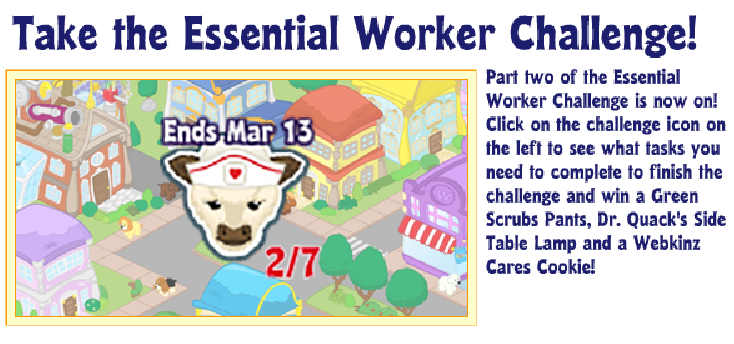 Take the Essential Worker Challenge!
Part two of the Essential
Worker Challenge is now on!
Click on the challenge icon on
the left to see what tasks you
need to complete to finish the
challenge and win a Green
Scrubs Pants, Dr. Quack's Side
Table Lamp and a Webkinz
Cares Cookie!
Ends Mar 13
2/7
W